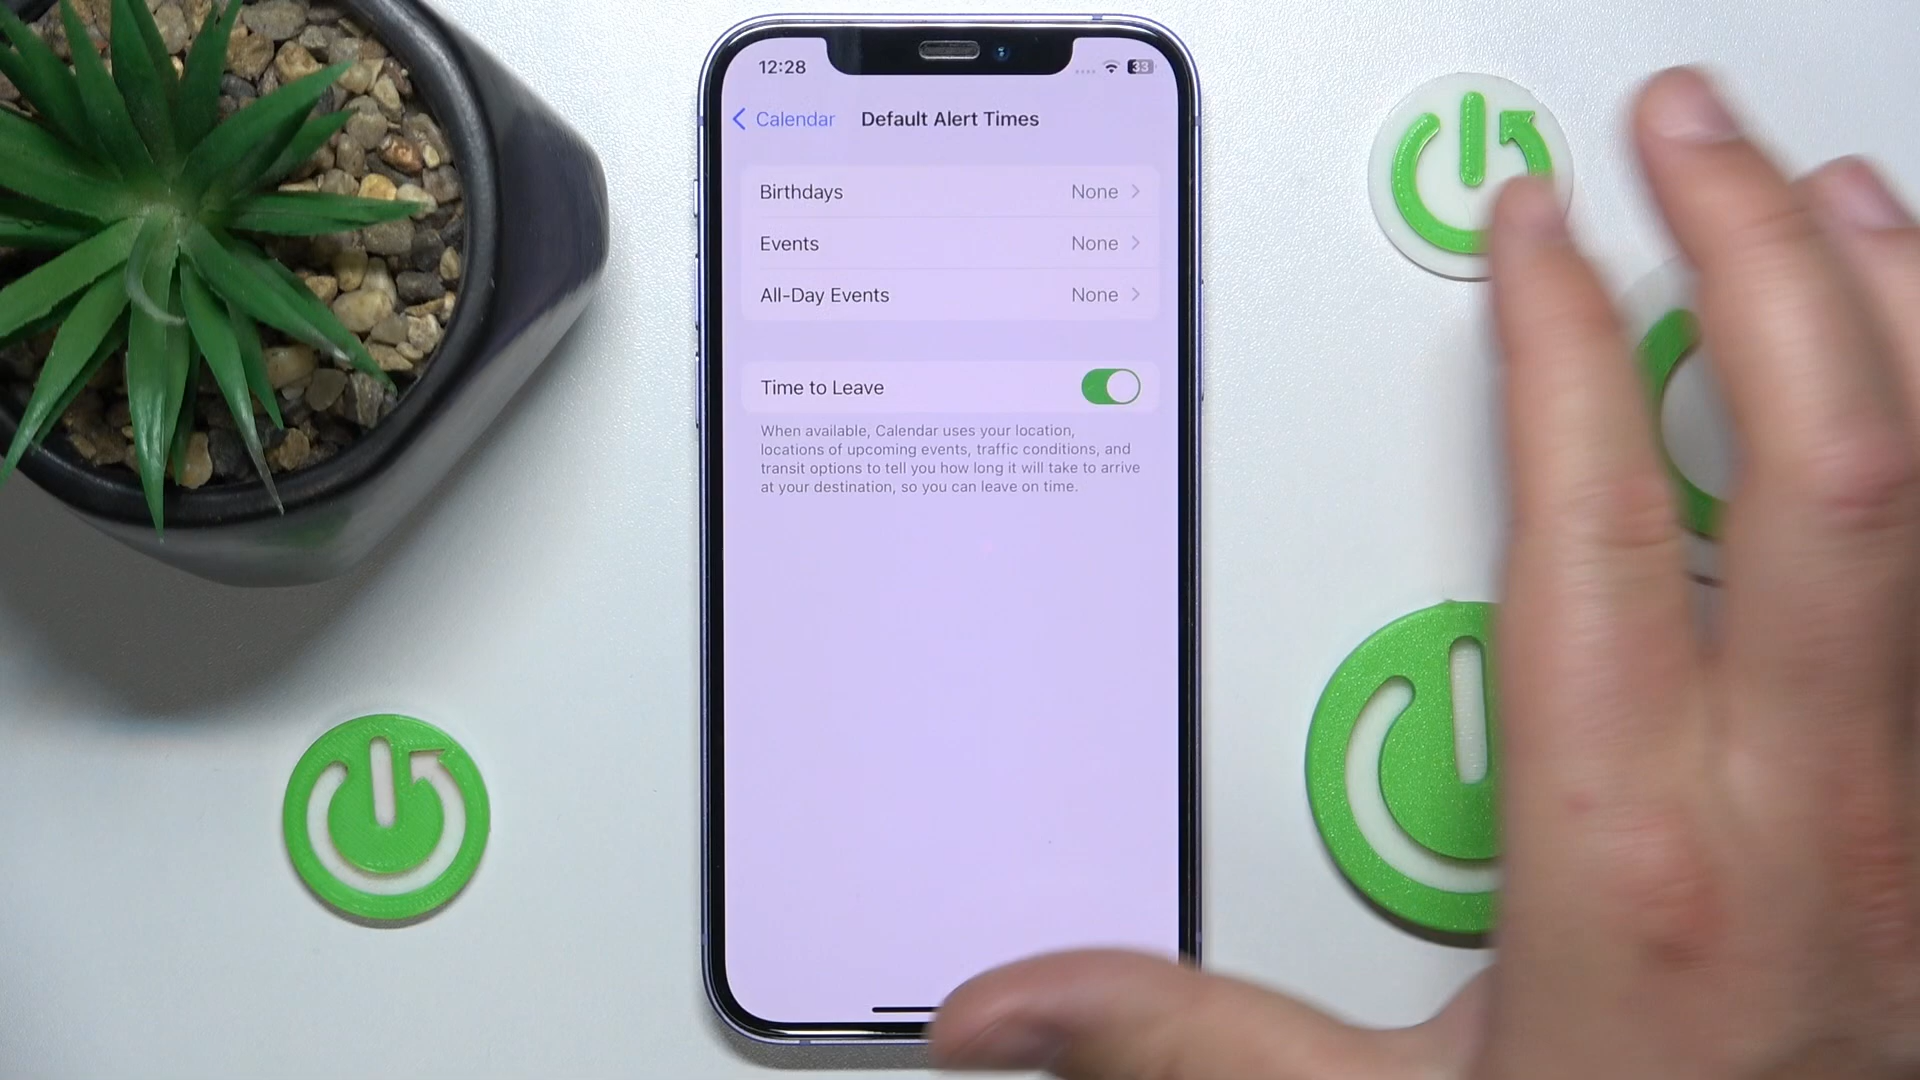 12:28
33
Calendar
Default Alert Times
Birthdays None
Events None
All-Day Events None
Time to Leave
When available, Calendar uses your location,
locations of upcoming events, traffic conditions, and
transit options to tell you how long it will take to arrive
at your destination, so you can leave on time.